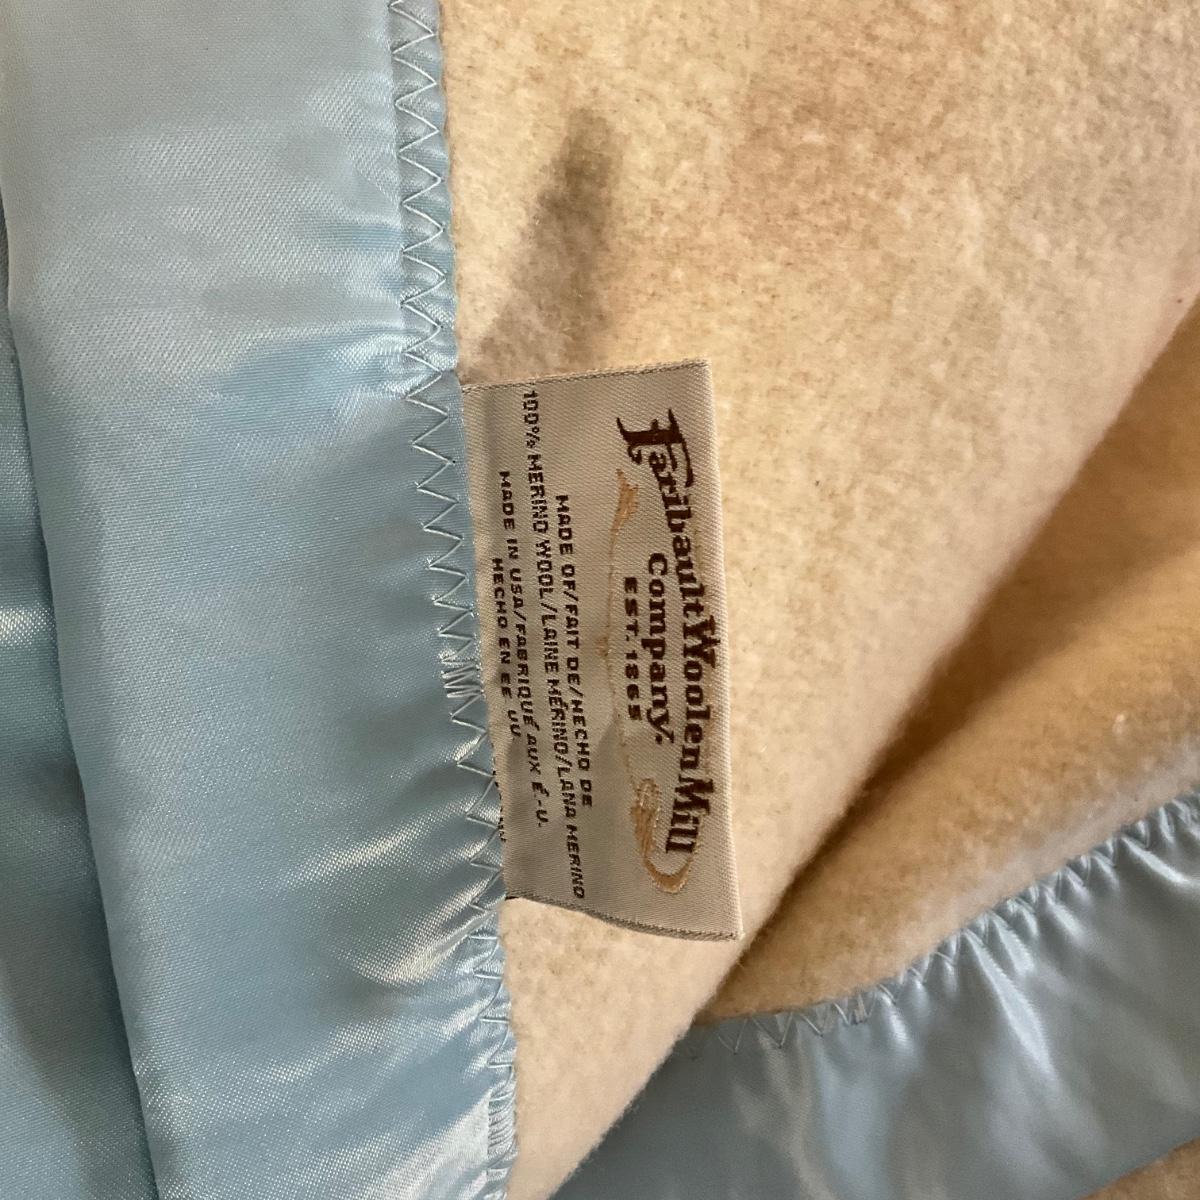 Faribault Woolen Mill
Company.
EST. 1865
MADE OF/FAIT DE/HECHO DE
100% MERINO WOOL/LAINE MÉRINO/LANA MERINO
MADE IN USA/FABRIQUÉ AUX É.-U.
HECHO EN EE UU